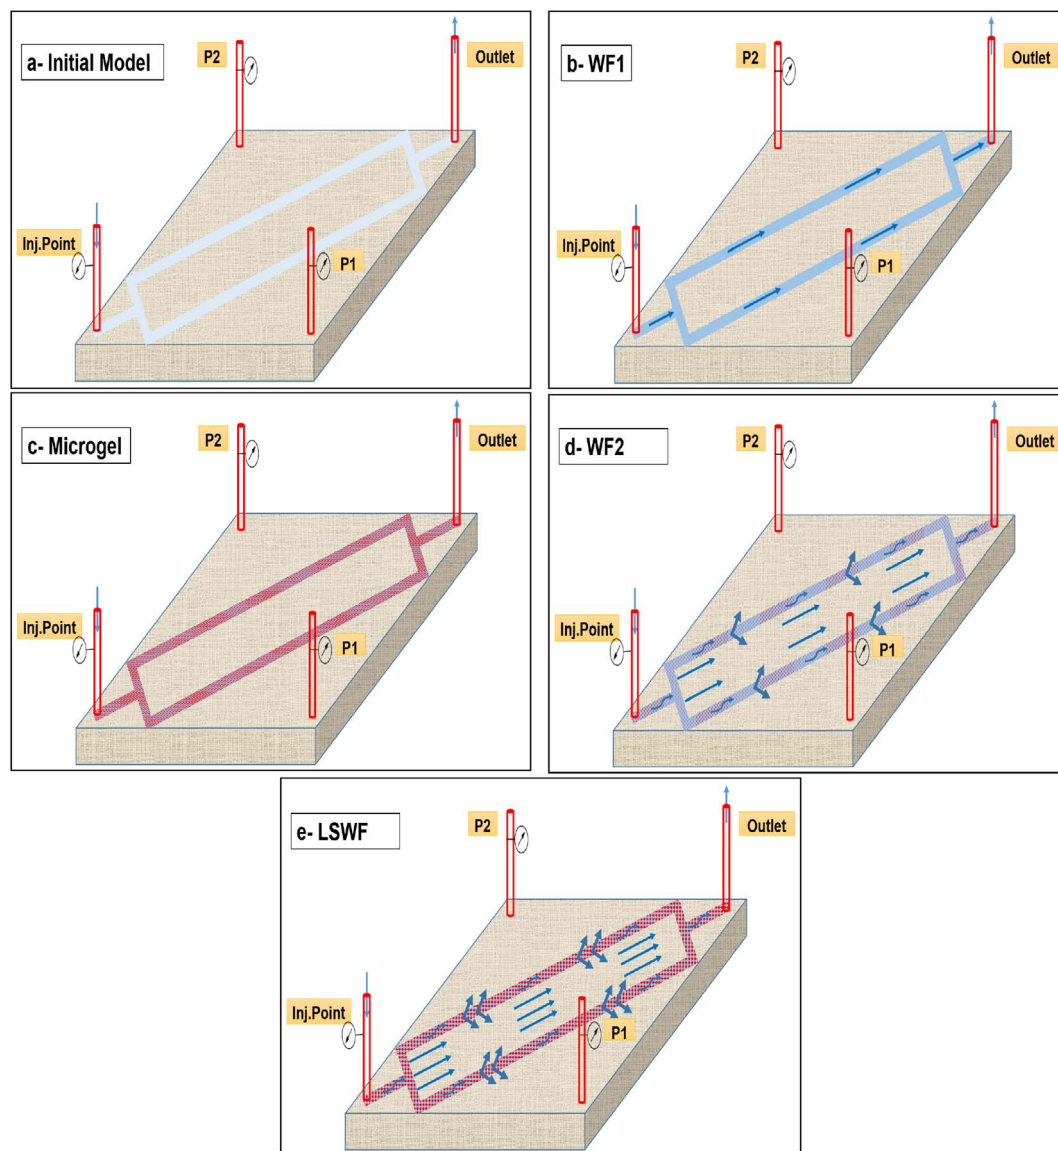 a- Initial Model
P2
Outlet
Inj.Point
P1
b- WF1
P2
Outlet
Inj.Point
P1
c- Microgel
P2
Outlet
Inj.Point
P1
d- WF2
P2
Outlet
Inj.Point
P1
e- LSWF
P2
Outlet
Inj.Point
P1